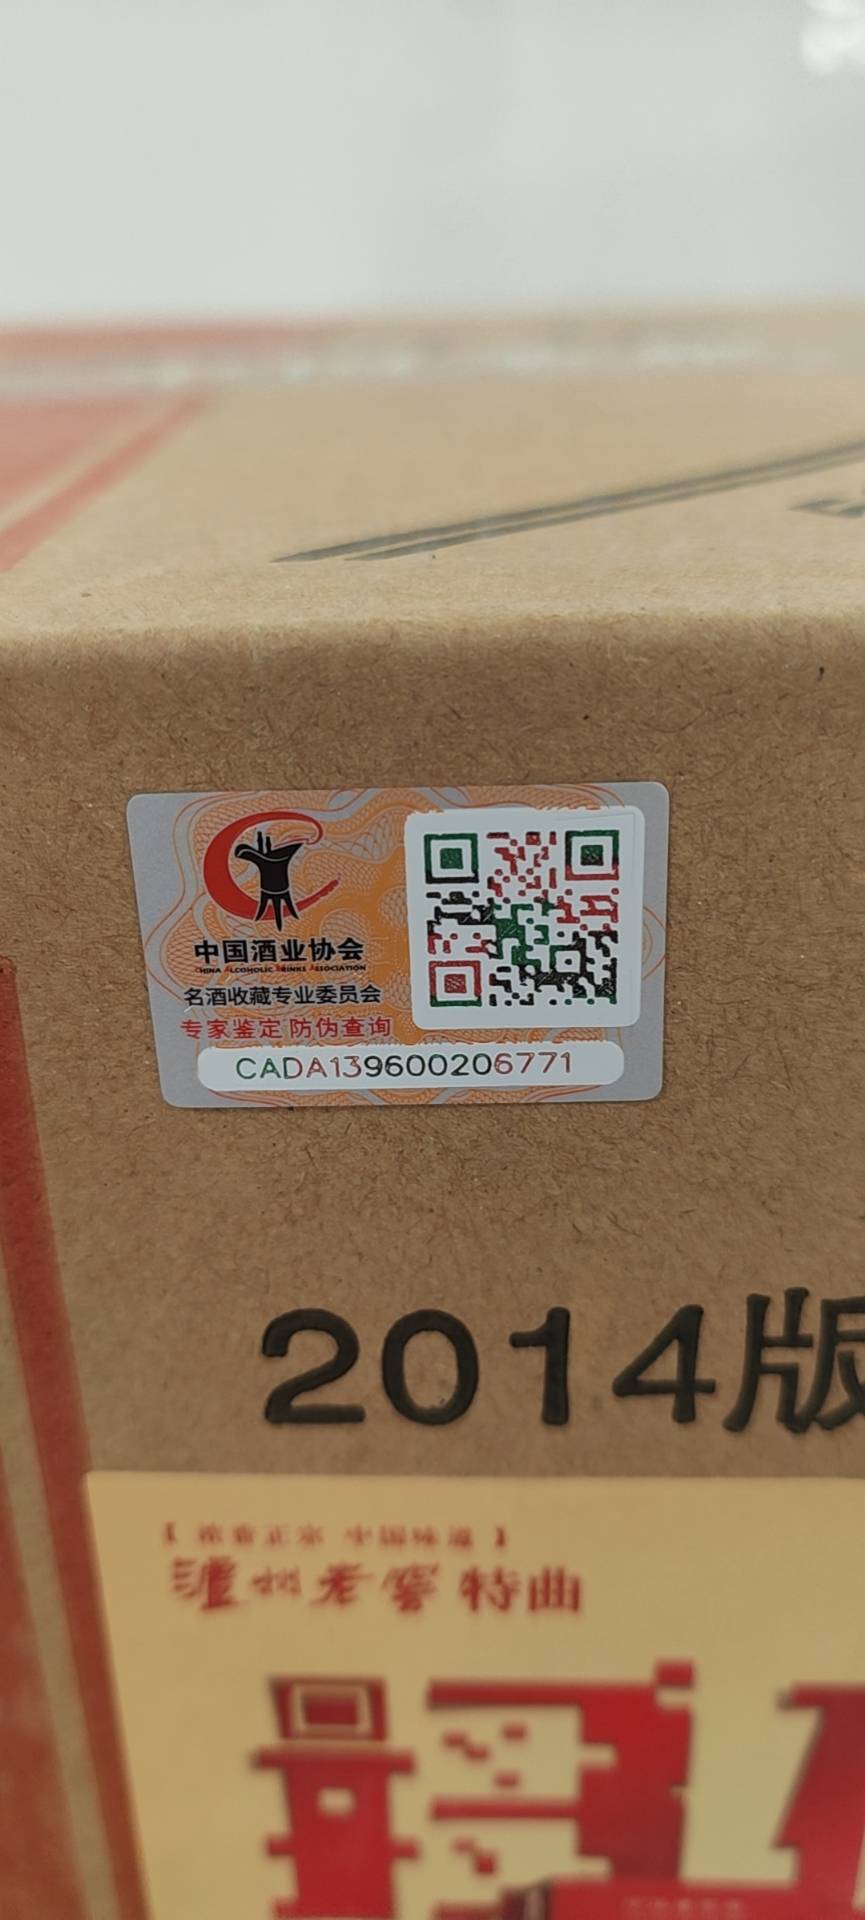 中国酒业协会
CHINA ALCOHOLIC DRINKS ASSOCIATION
名酒收藏专业委员会
专家鉴定 防伪查询
CADA139600206771
2014版
【 浓香正宗 中国味道 】
泸州老窖 特曲